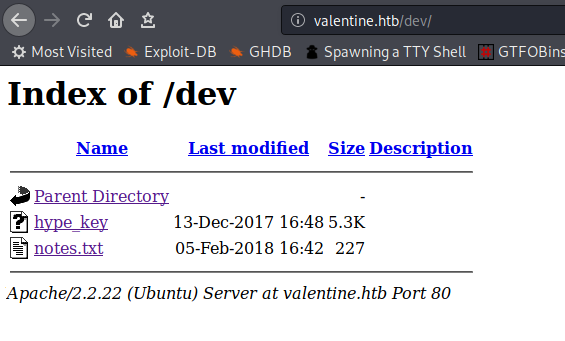 valentine.htb/dev/
Most Visited Exploit-DB GHDB Spawning a TTY Shell GTFOBins
Index of /dev
Name Last modified Size Description
Parent Directory -
hype_key 13-Dec-2017 16:48 5.3K
notes.txt 05-Feb-2018 16:42 227
Apache/2.2.22 (Ubuntu) Server at valentine.htb Port 80